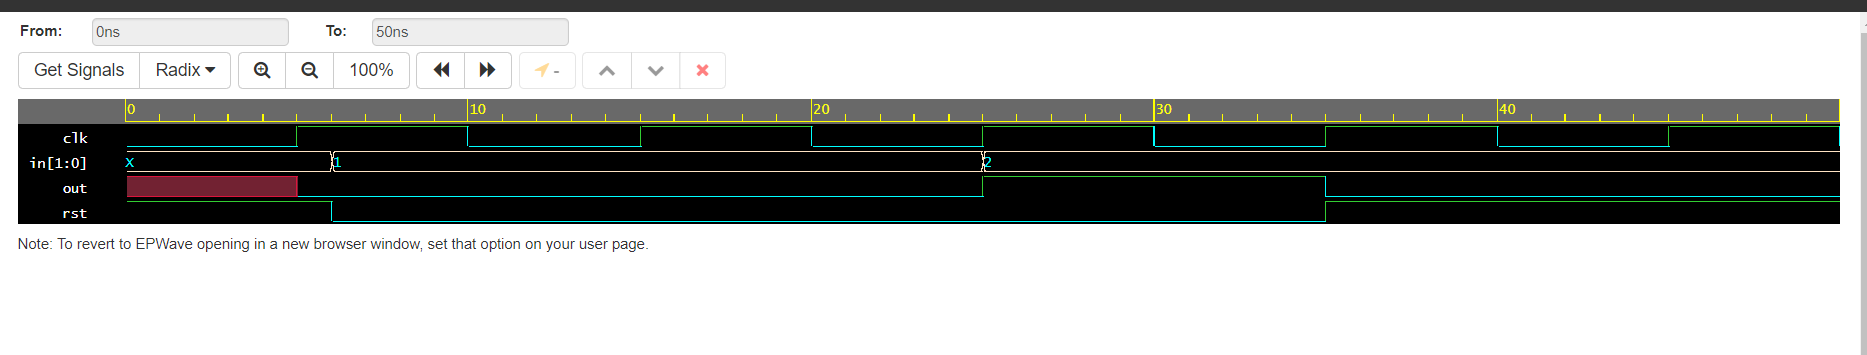 From: 0ns To: 50ns
Get Signals Radix 100% -
0 10 20 30 40
clk
in[1:0] X 1 2
out
rst
Note: To revert to EPWave opening in a new browser window, set that option on your user page.